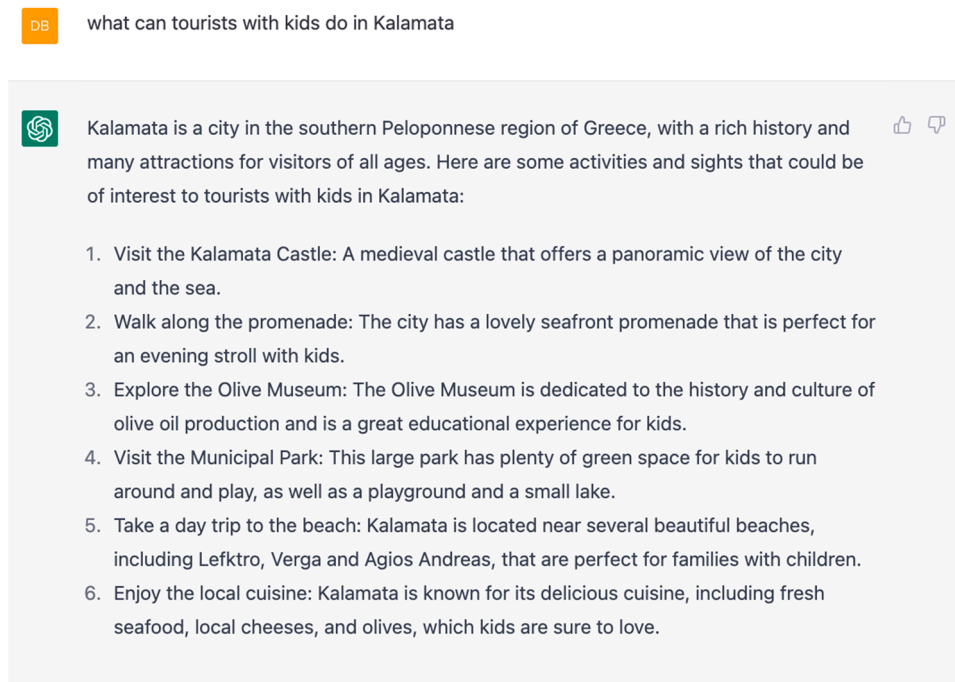 DB
what can tourists with kids do in Kalamata
Kalamata is a city in the southern Peloponnese region of Greece, with a rich history and
many attractions for visitors of all ages. Here are some activities and sights that could be
of interest to tourists with kids in Kalamata:
1. Visit the Kalamata Castle: A medieval castle that offers a panoramic view of the city
and the sea.
2. Walk along the promenade: The city has a lovely seafront promenade that is perfect for
an evening stroll with kids.
3. Explore the Olive Museum: The Olive Museum is dedicated to the history and culture of
olive oil production and is a great educational experience for kids.
4. Visit the Municipal Park: This large park has plenty of green space for kids to run
around and play, as well as a playground and a small lake.
5. Take a day trip to the beach: Kalamata is located near several beautiful beaches,
including Lefktro, Verga and Agios Andreas, that are perfect for families with children.
6. Enjoy the local cuisine: Kalamata is known for its delicious cuisine, including fresh
seafood, local cheeses, and olives, which kids are sure to love.